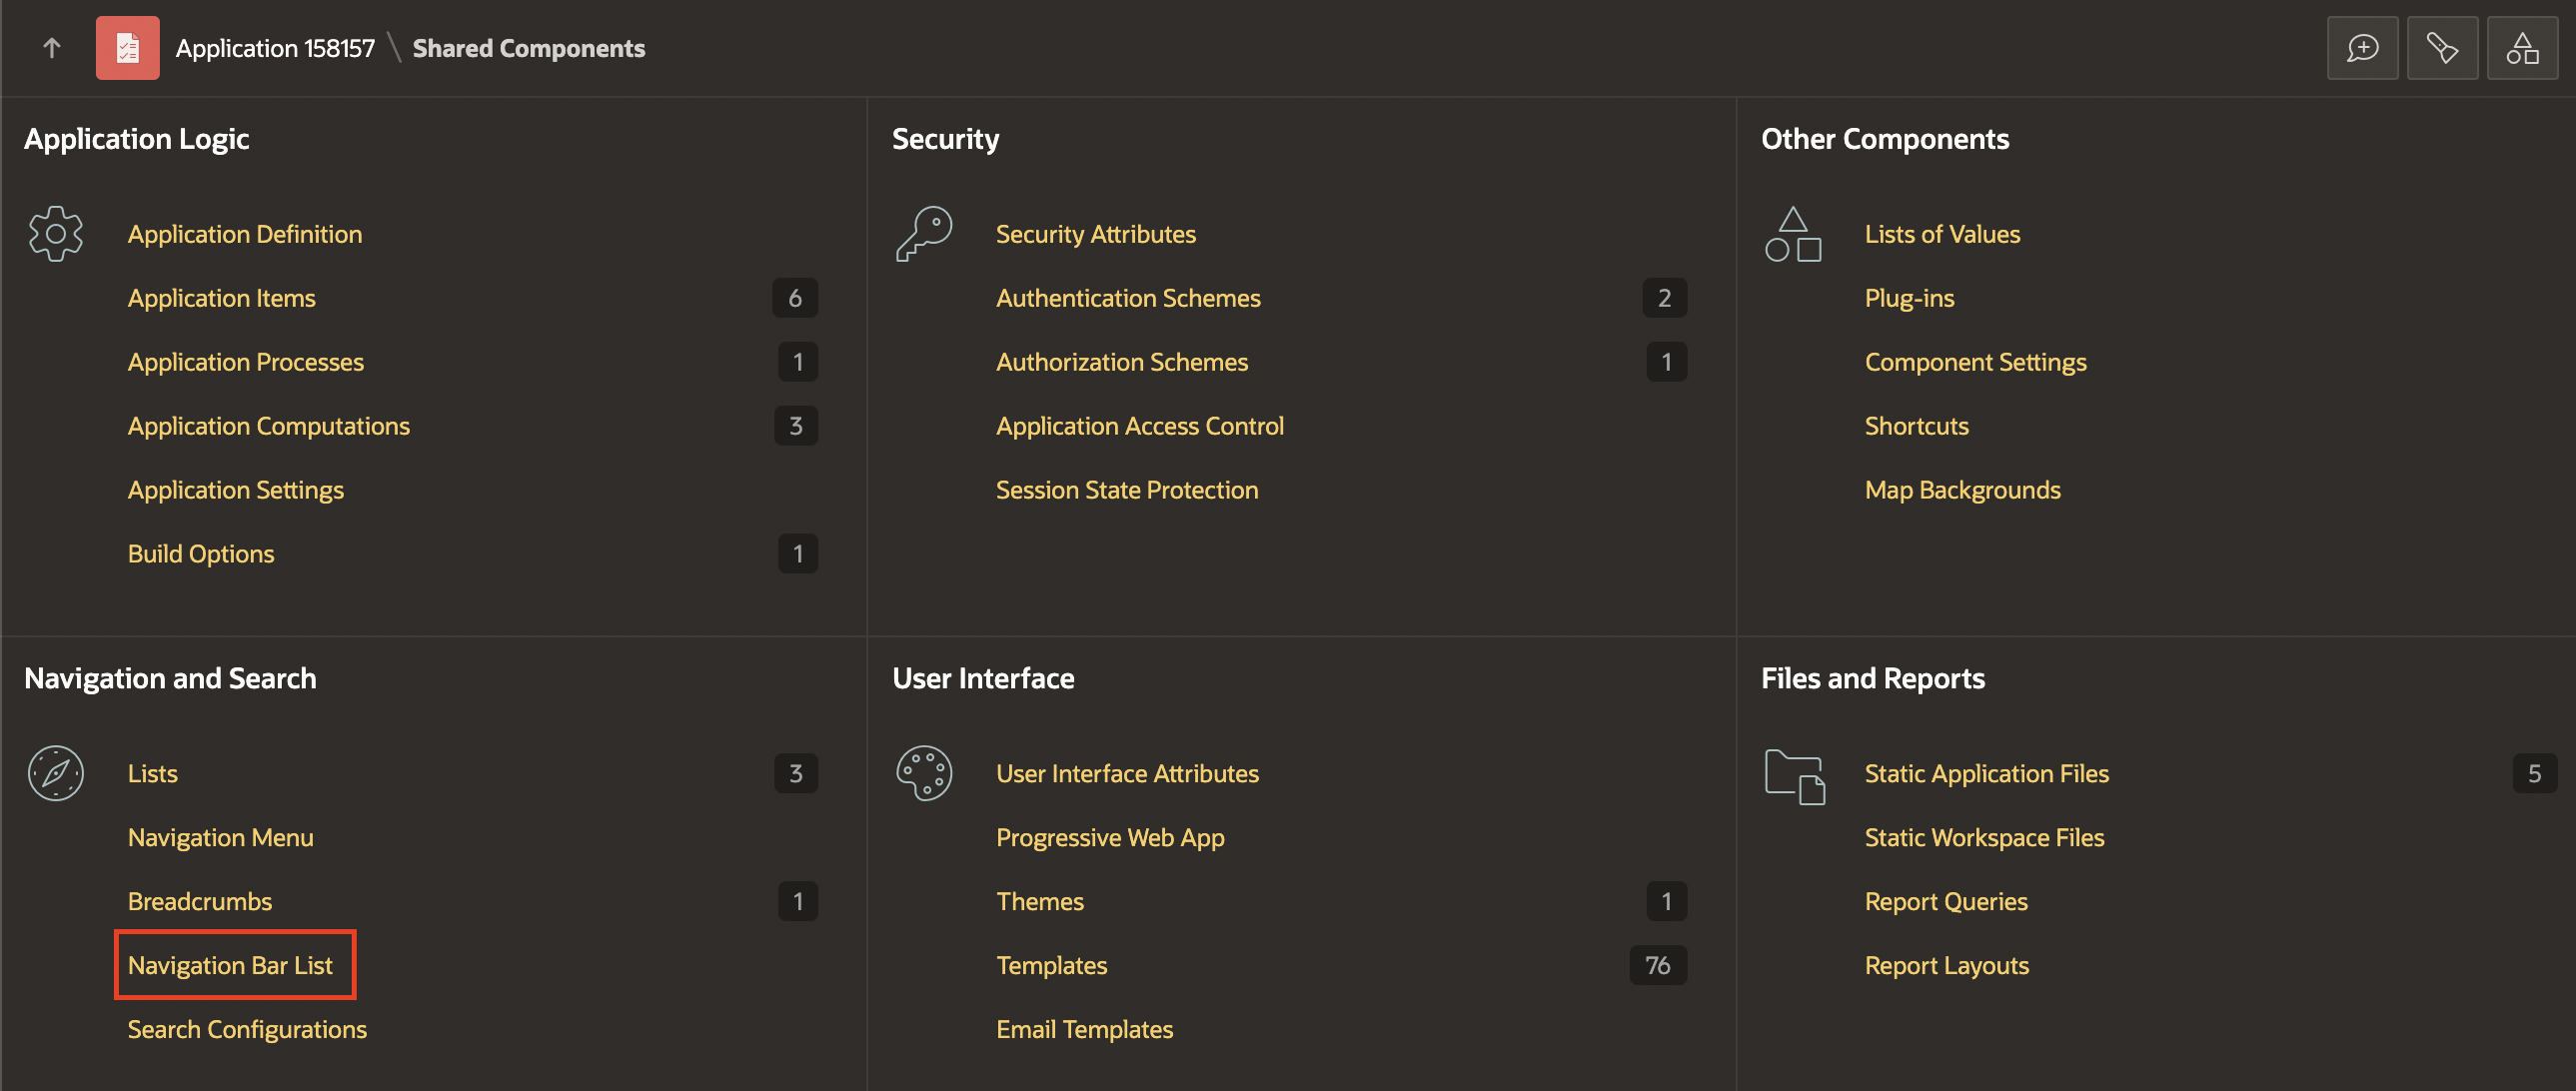 Application 158157 \ Shared Components
Application Logic
Application Definition
Application Items 6
Application Processes 1
Application Computations 3
Application Settings
Build Options 1
Security
Security Attributes
Authentication Schemes 2
Authorization Schemes 1
Application Access Control
Session State Protection
Other Components
Lists of Values
Plug-ins
Component Settings
Shortcuts
Map Backgrounds
Navigation and Search
Lists 3
Navigation Menu
Breadcrumbs 1
Navigation Bar List
Search Configurations
User Interface
User Interface Attributes
Progressive Web App
Themes 1
Templates 76
Email Templates
Files and Reports
Static Application Files 5
Static Workspace Files
Report Queries
Report Layouts